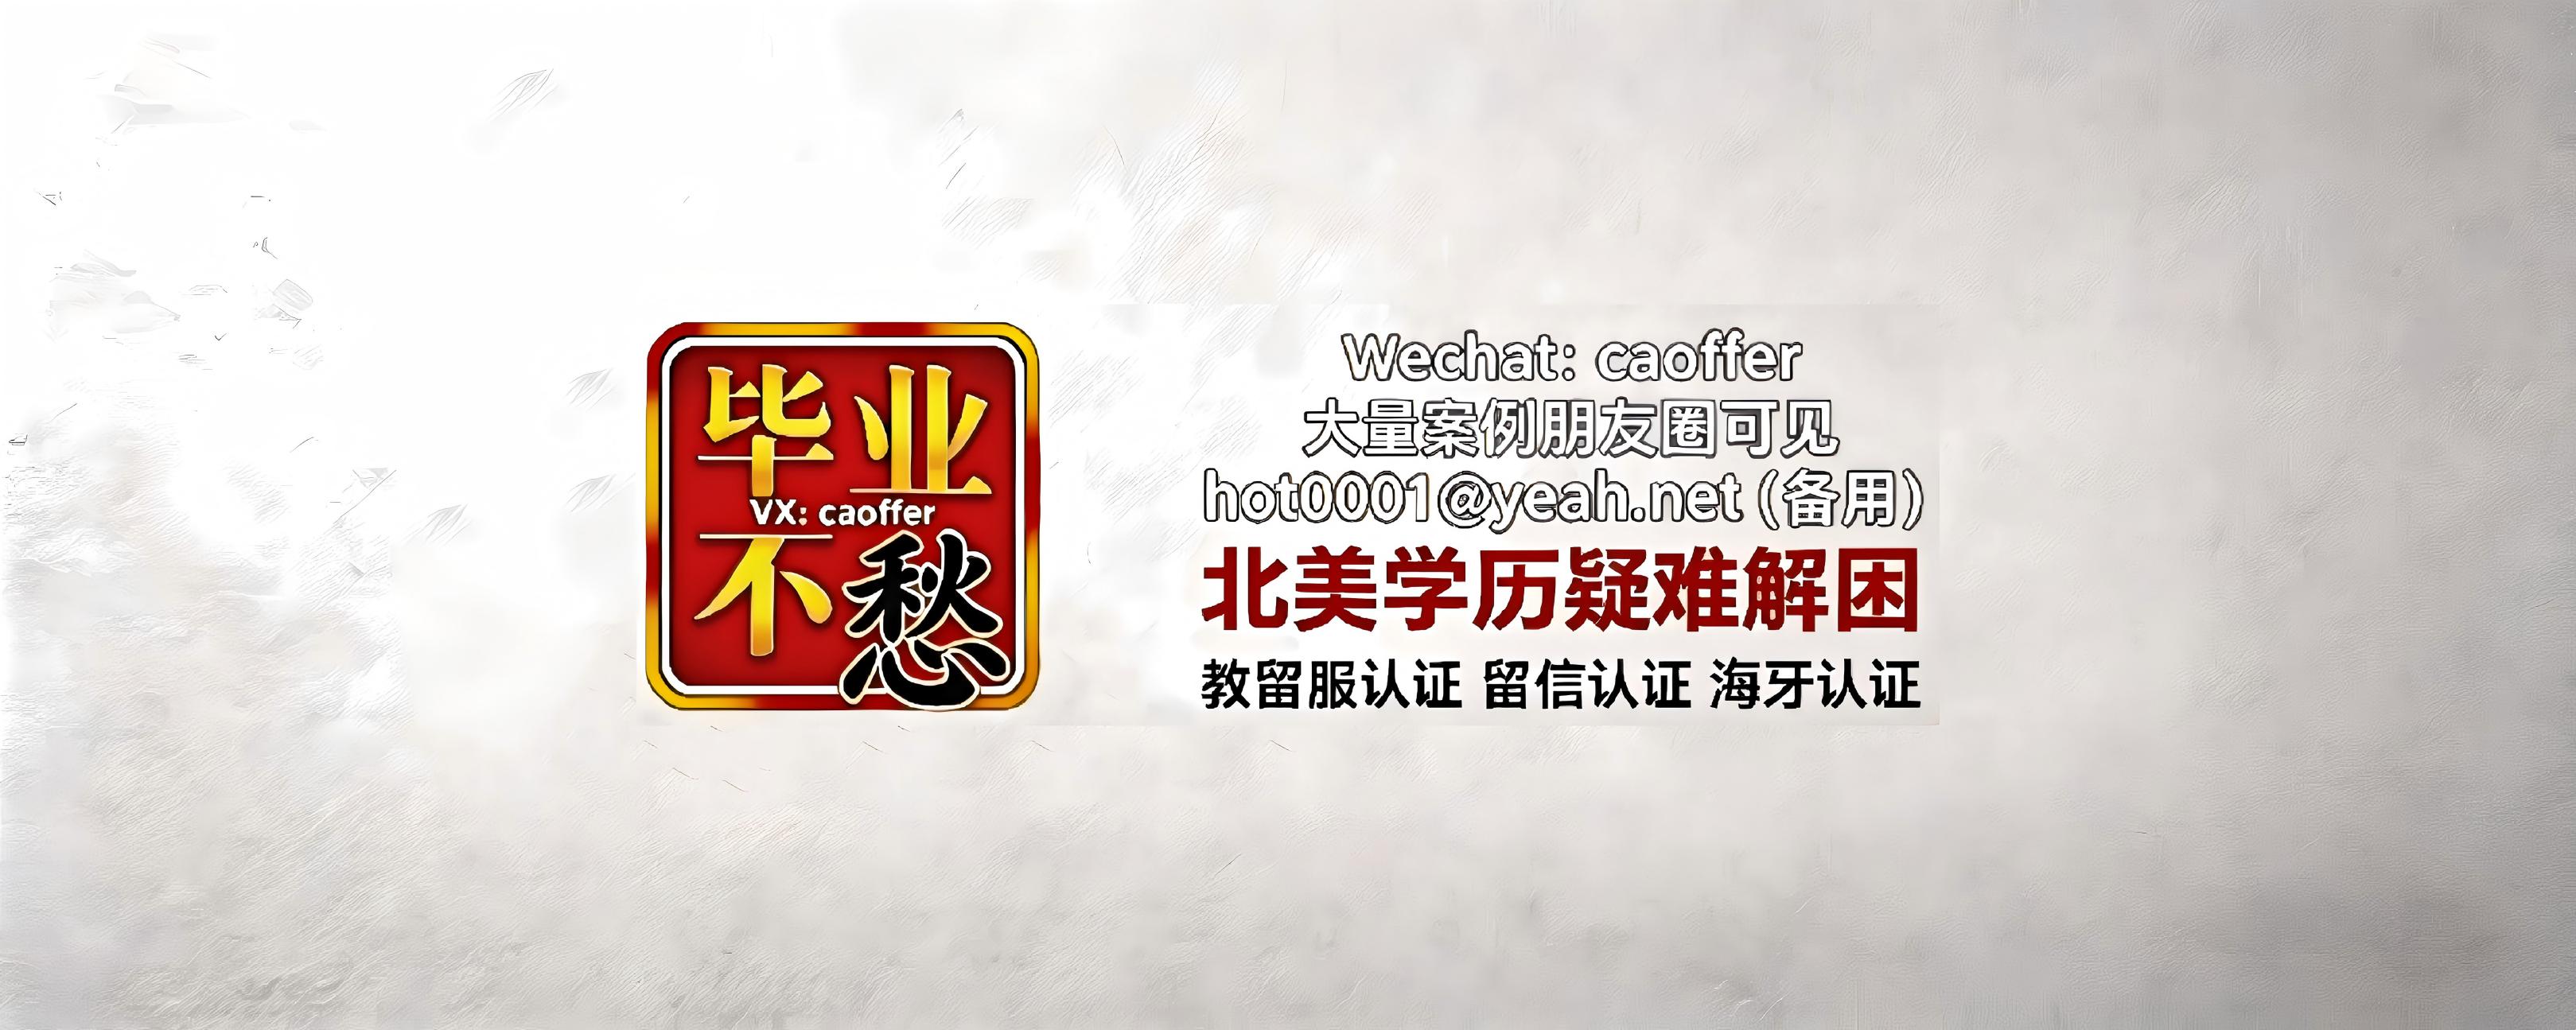 毕业
VX: caoffer
不愁
Wechat: caoffer
大量案例朋友圈可见
hot0001@yeah.net (备用)
北美学历疑难解困
教留服认证 留信认证 海牙认证